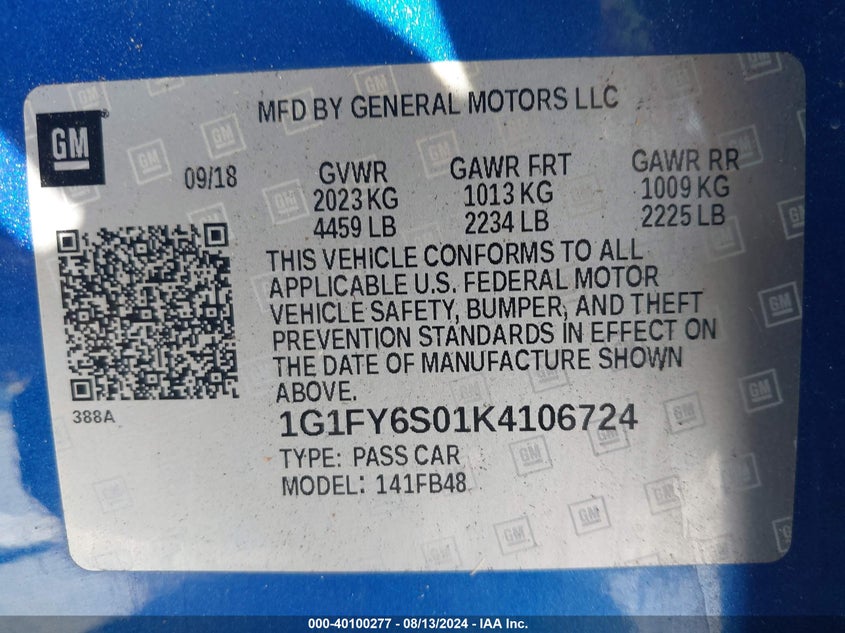 MFD BY GENERAL MOTORS LLC
GM
09/18
GVWR GAWR FRT GAWR RR
2023 KG 1013 KG 1009 KG
4459 LB 2234 LB 2225 LB
THIS VEHICLE CONFORMS TO ALL
APPLICABLE U.S. FEDERAL MOTOR
VEHICLE SAFETY, BUMPER, AND THEFT
PREVENTION STANDARDS IN EFFECT ON
THE DATE OF MANUFACTURE SHOWN
ABOVE.
388A
1G1FY6S01K4106724
TYPE: PASS CAR
MODEL: 141FB48
000-40100277 - 08/13/2024 - IAA Inc.